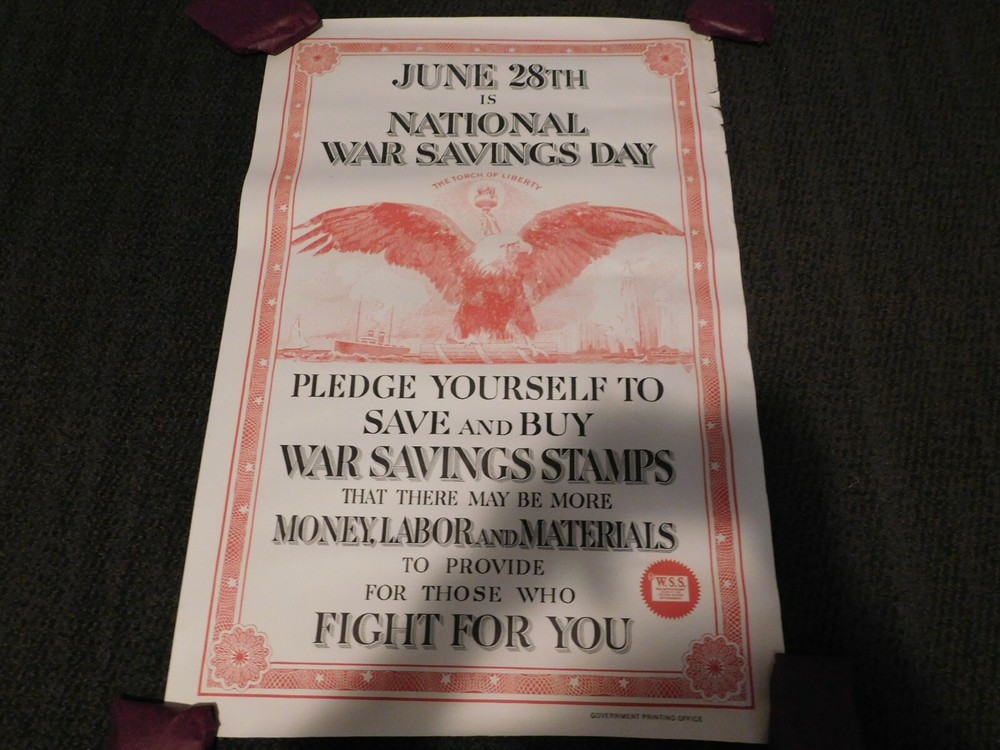 JUNE 28TH
IS
NATIONAL
WAR SAVINGS DAY
THE TORCH OF LIBERTY
PLEDGE YOURSELF TO
SAVE AND BUY
WAR SAVINGS STAMPS
THAT THERE MAY BE MORE
MONEY, LABOR AND MATERIALS
TO PROVIDE
FOR THOSE WHO
FIGHT FOR YOU
W.S.S.
GOVERNMENT PRINTING OFFICE